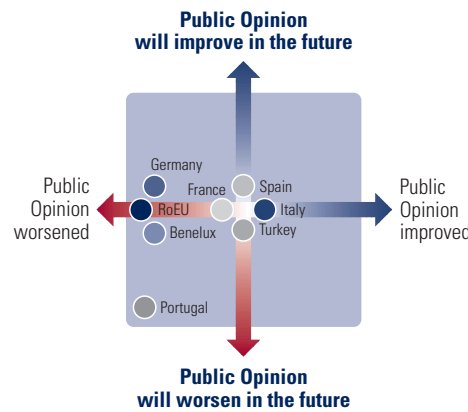 Public Opinion
will improve in the future
Germany
France
Spain
Public
Opinion
worsened
RoEU
Italy
Public
Opinion
improved
Benelux
Turkey
Portugal
Public Opinion
will worsen in the future